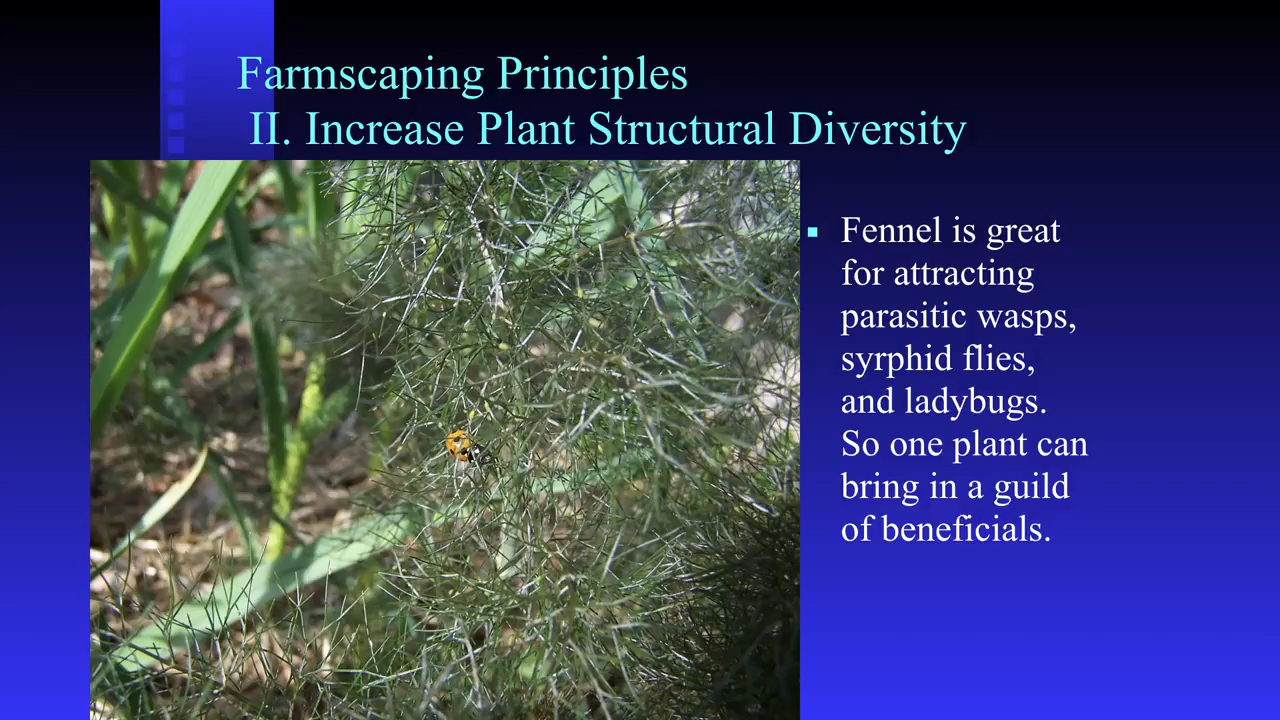 Farmscaping Principles
II. Increase Plant Structural Diversity
Fennel is great
for attracting
parasitic wasps,
syrphid flies,
and ladybugs.
So one plant can
bring in a guild
of beneficials.